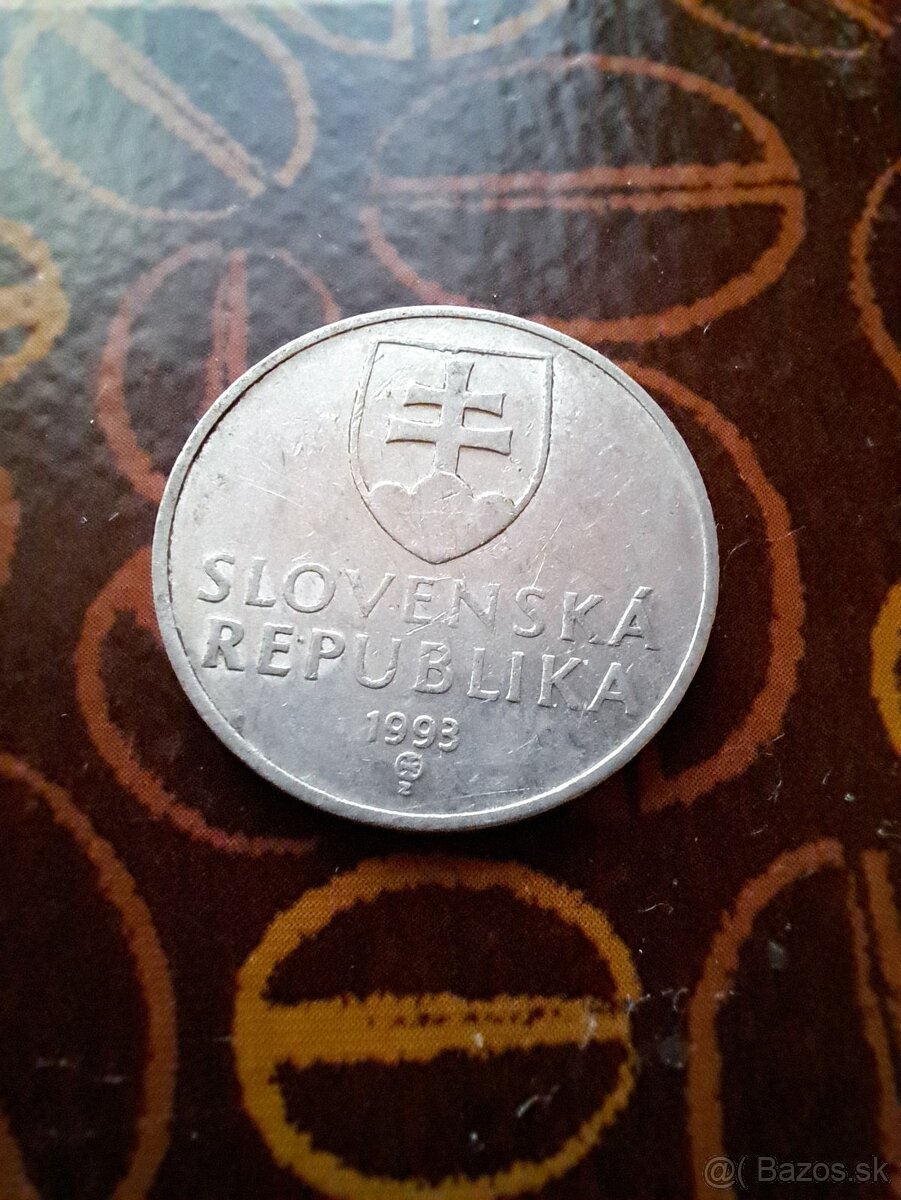 SLOVENSKÁ
REPUBLIKA
1993
Z
@( Bazos.sk